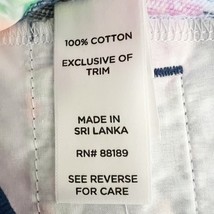 100% COTTON
EXCLUSIVE OF
TRIM
MADE IN
SRI LANKA
RN# 88189
SEE REVERSE
FOR CARE